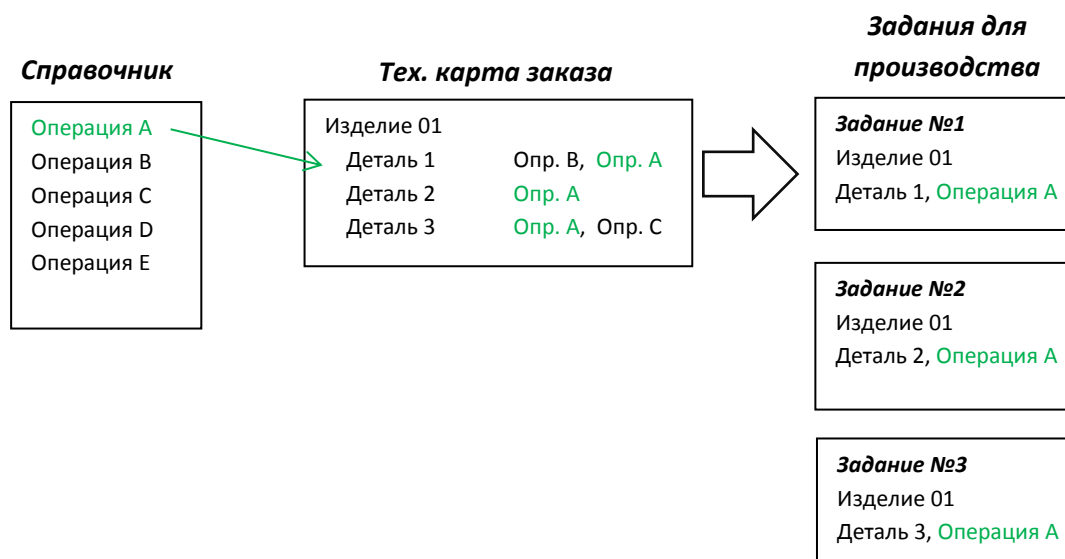 Справочник
Операция А
Операция В
Операция С
Операция D
Операция Е
Тех. карта заказа
Изделие 01
Деталь 1 Опр. В, Опр. А
Деталь 2 Опр. А
Деталь 3 Опр. А, Опр. С
Задания для
производства
Задание №1
Изделие 01
Деталь 1, Операция А
Задание №2
Изделие 01
Деталь 2, Операция А
Задание №3
Изделие 01
Деталь 3, Операция А